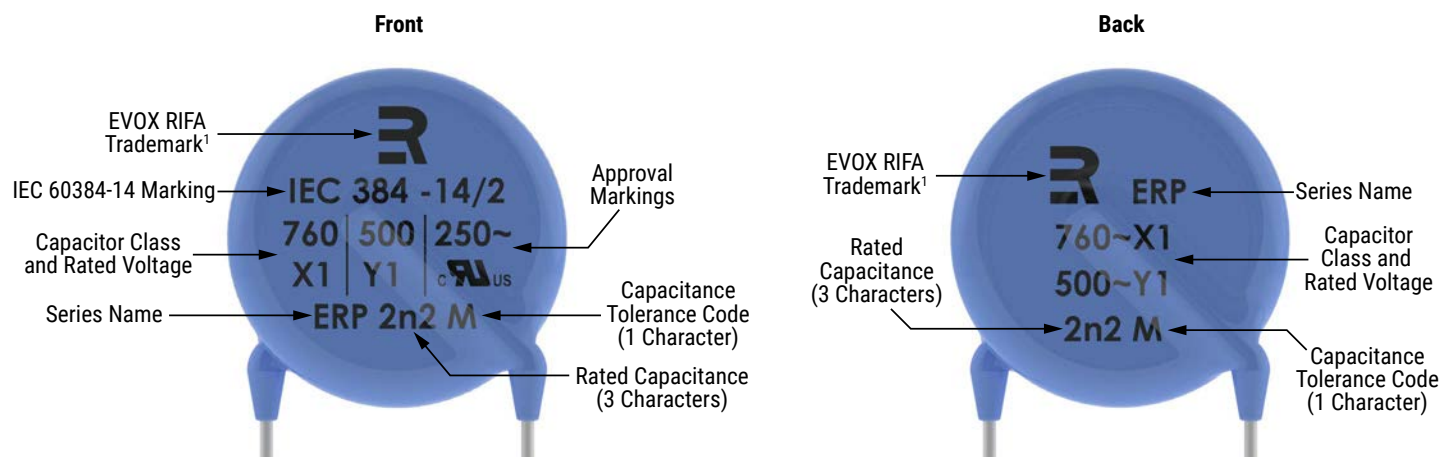 Front
EVOX RIFA
Trademark1
IEC 60384-14 Marking
Capacitor Class
and Rated Voltage
Series Name
R
IEC 384 -14/2
760 | 500 | 250~
X1 | Y1 | c RU US
ERP 2n2 M
Approval
Markings
Capacitance
Tolerance Code
(1 Character)
Rated Capacitance
(3 Characters)
Back
EVOX RIFA
Trademark1
Rated
Capacitance
(3 Characters)
R ERP
760~X1
500~Y1
2n2 M
Series Name
Capacitor
Class and
Rated Voltage
Capacitance
Tolerance Code
(1 Character)